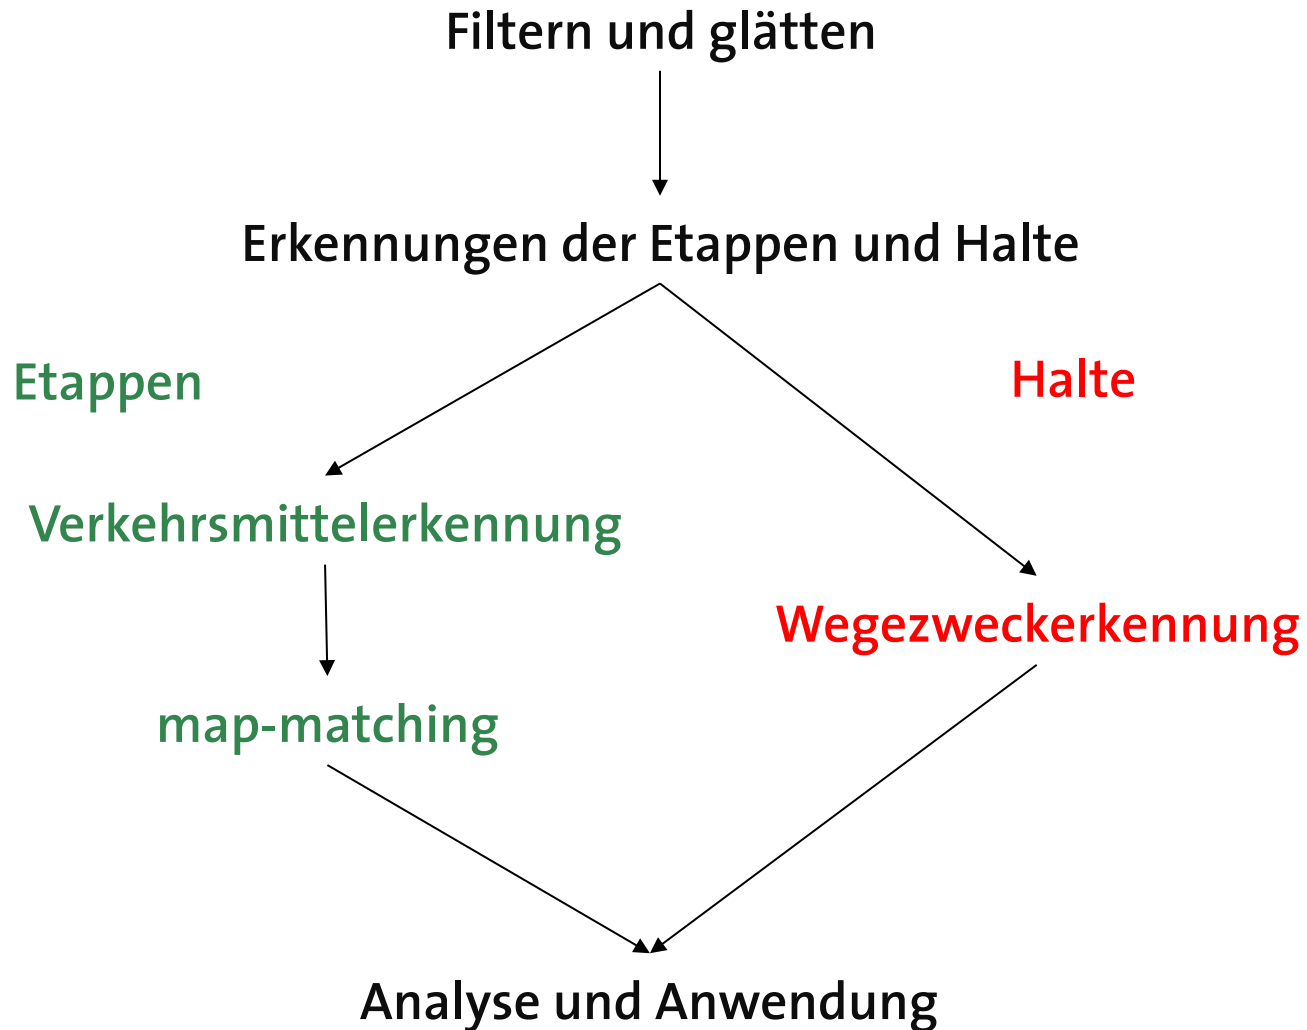 Filtern und glätten
Erkennungen der Etappen und Halte
Etappen
Halte
Verkehrsmittelerkennung
Wegezweckerkennung
map-matching
Analyse und Anwendung